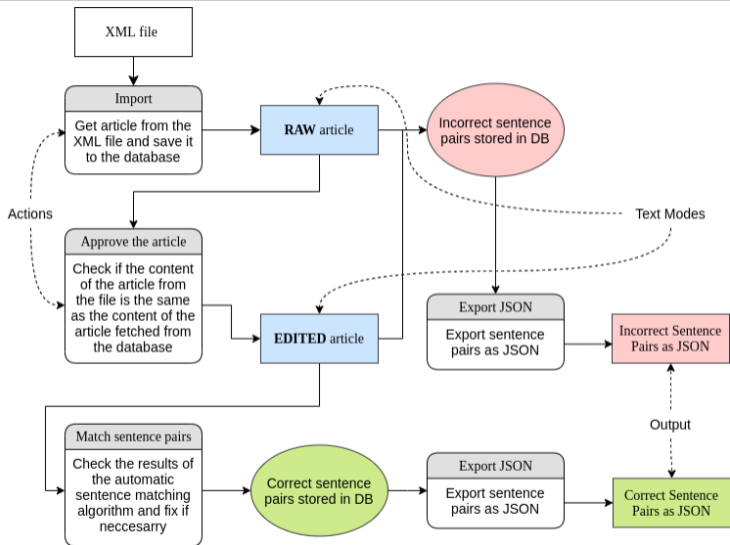 XML file
Import
Get article from the
XML file and save it
to the database
RAW article
Incorrect sentence
pairs stored in DB
Actions
Text Modes
Approve the article
Check if the content
of the article from
the file is the same
as the content of the
article fetched from
the database
EDITED article
Export JSON
Export sentence
pairs as JSON
Incorrect Sentence
Pairs as JSON
Output
Match sentence pairs
Check the results of
the automatic
sentence matching
algorithm and fix if
neccesarry
Correct sentence
pairs stored in DB
Export JSON
Export sentence
pairs as JSON
Correct Sentence
Pairs as JSON